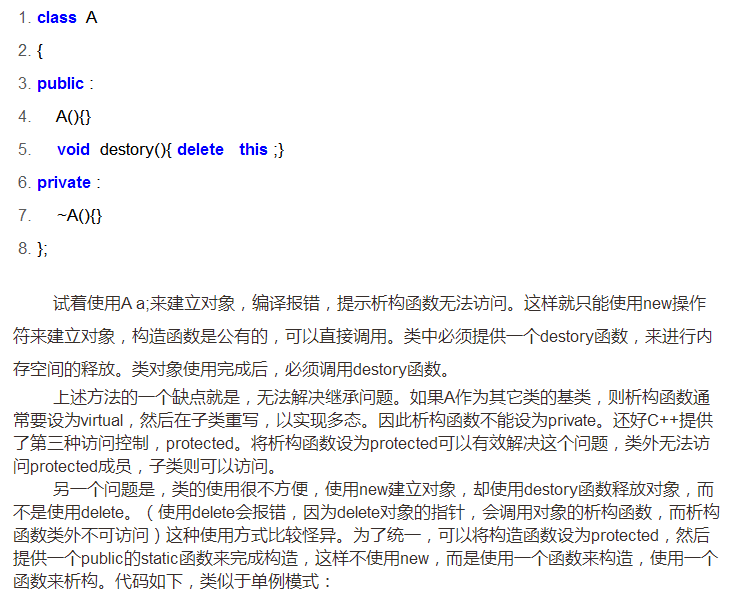 1. class A
2. {
3. public :
4. A(){}
5. void destory(){ delete this ;}
6. private :
7. ~A(){}
8. };
试着使用A a;来建立对象，编译报错，提示析构函数无法访问。这样就只能使用new操作
符来建立对象，构造函数是公有的，可以直接调用。类中必须提供一个destory函数，来进行内
存空间的释放。类对象使用完成后，必须调用destory函数。
上述方法的一个缺点就是，无法解决继承问题。如果A作为其它类的基类，则析构函数通
常要设为virtual，然后在子类重写，以实现多态。因此析构函数不能设为private。还好C++提供
了第三种访问控制，protected。将析构函数设为protected可以有效解决这个问题，类外无法访
问protected成员，子类则可以访问。
另一个问题是，类的使用很不方便，使用new建立对象，却使用destory函数释放对象，而
不是使用delete。（使用delete会报错，因为delete对象的指针，会调用对象的析构函数，而析构
函数类外不可访问）这种使用方式比较怪异。为了统一，可以将构造函数设为protected，然后
提供一个public的static函数来完成构造，这样不使用new，而是使用一个函数来构造，使用一个
函数来析构。代码如下，类似于单例模式：